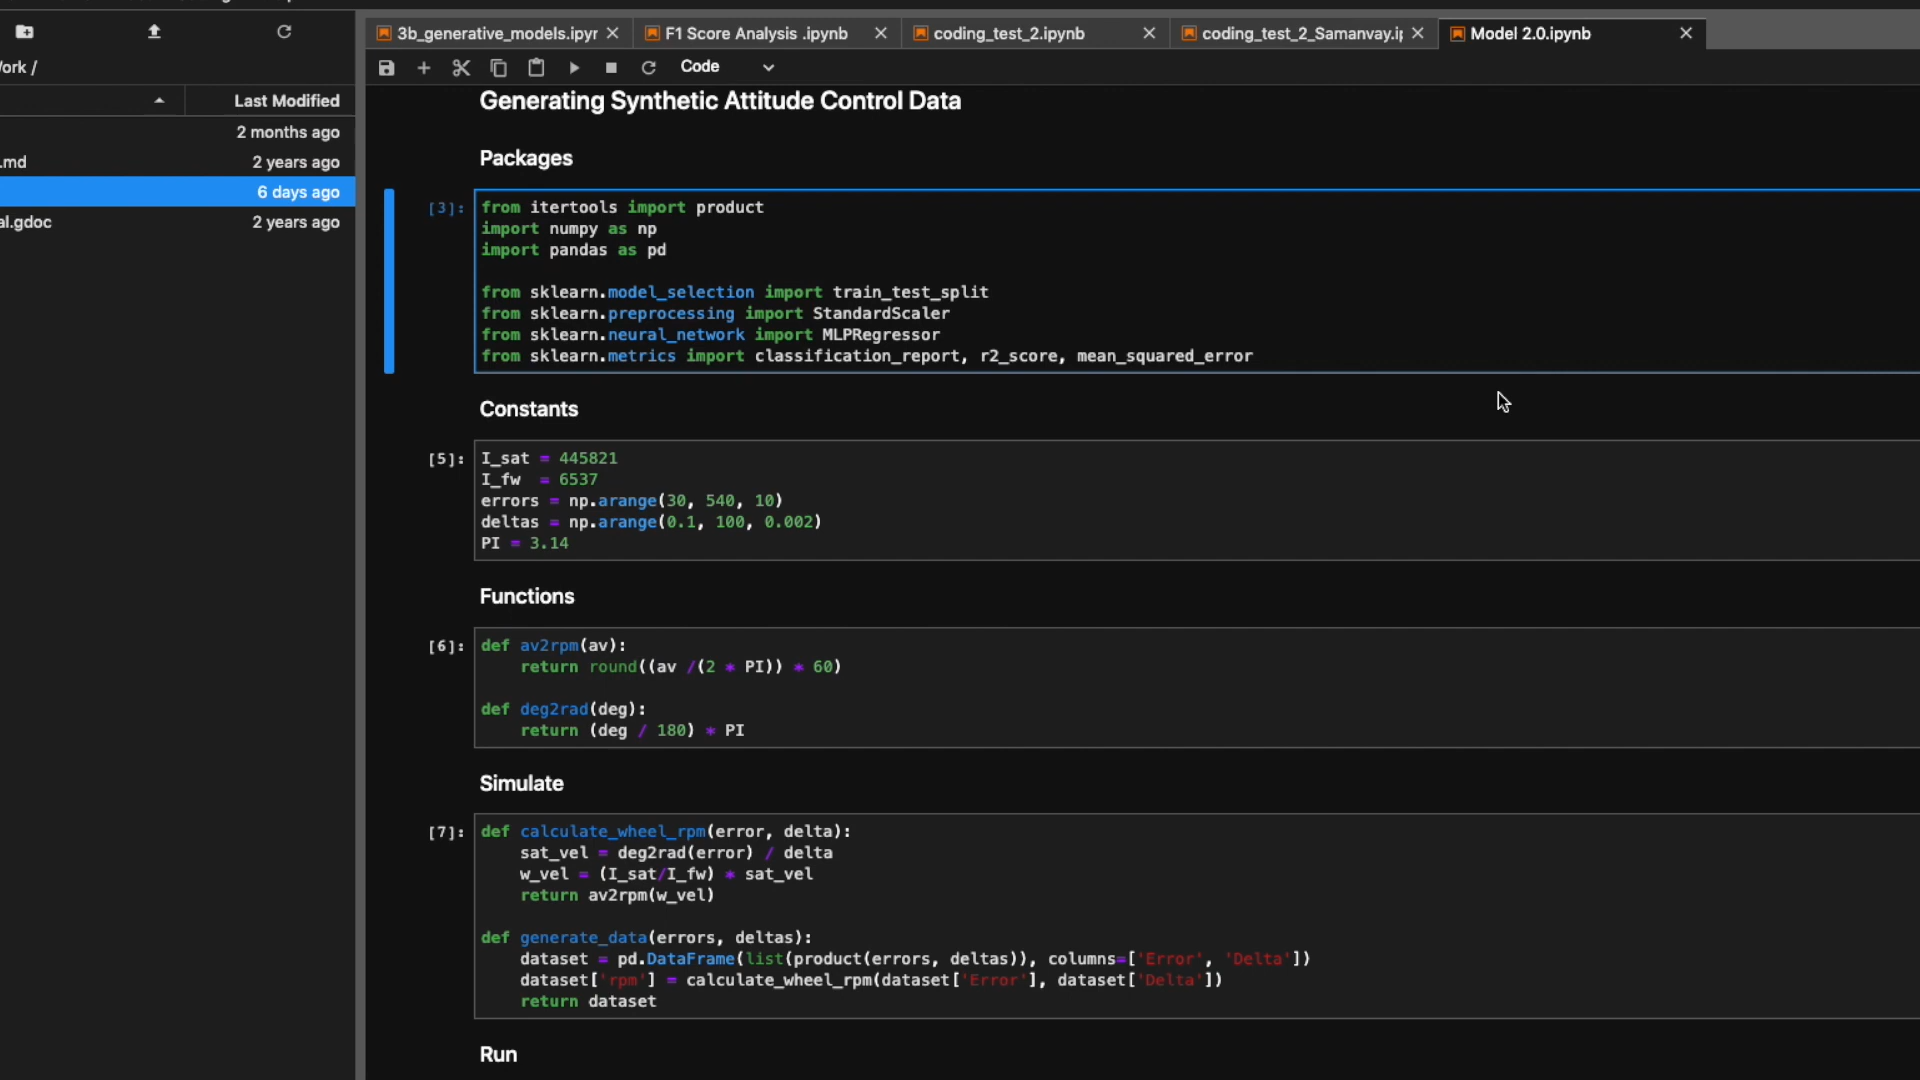 3b_generative_models.ipyr
F1 Score Analysis .ipynb
coding_test_2.ipynb
coding_test_2_Samanvay.i
Model 2.0.ipynb
ork /
Code
Last Modified
2 months ago
.md 2 years ago
6 days ago
al.gdoc 2 years ago
Generating Synthetic Attitude Control Data
Packages
[3]:
from itertools import product
import numpy as np
import pandas as pd
from sklearn.model_selection import train_test_split
from sklearn.preprocessing import StandardScaler
from sklearn.neural_network import MLPRegressor
from sklearn.metrics import classification_report, r2_score, mean_squared_error
Constants
[5]:
I_sat = 445821
I_fw = 6537
errors = np.arange(30, 540, 10)
deltas = np.arange(0.1, 100, 0.002)
PI = 3.14
Functions
[6]:
def av2rpm(av):
return round((av /(2 * PI)) * 60)
def deg2rad(deg):
return (deg / 180) * PI
Simulate
[7]:
def calculate_wheel_rpm(error, delta):
sat_vel = deg2rad(error) / delta
w_vel = (I_sat/I_fw) * sat_vel
return av2rpm(w_vel)
def generate_data(errors, deltas):
dataset = pd.DataFrame(list(product(errors, deltas)), columns=['Error', 'Delta'])
dataset['rpm'] = calculate_wheel_rpm(dataset['Error'], dataset['Delta'])
return dataset
Run